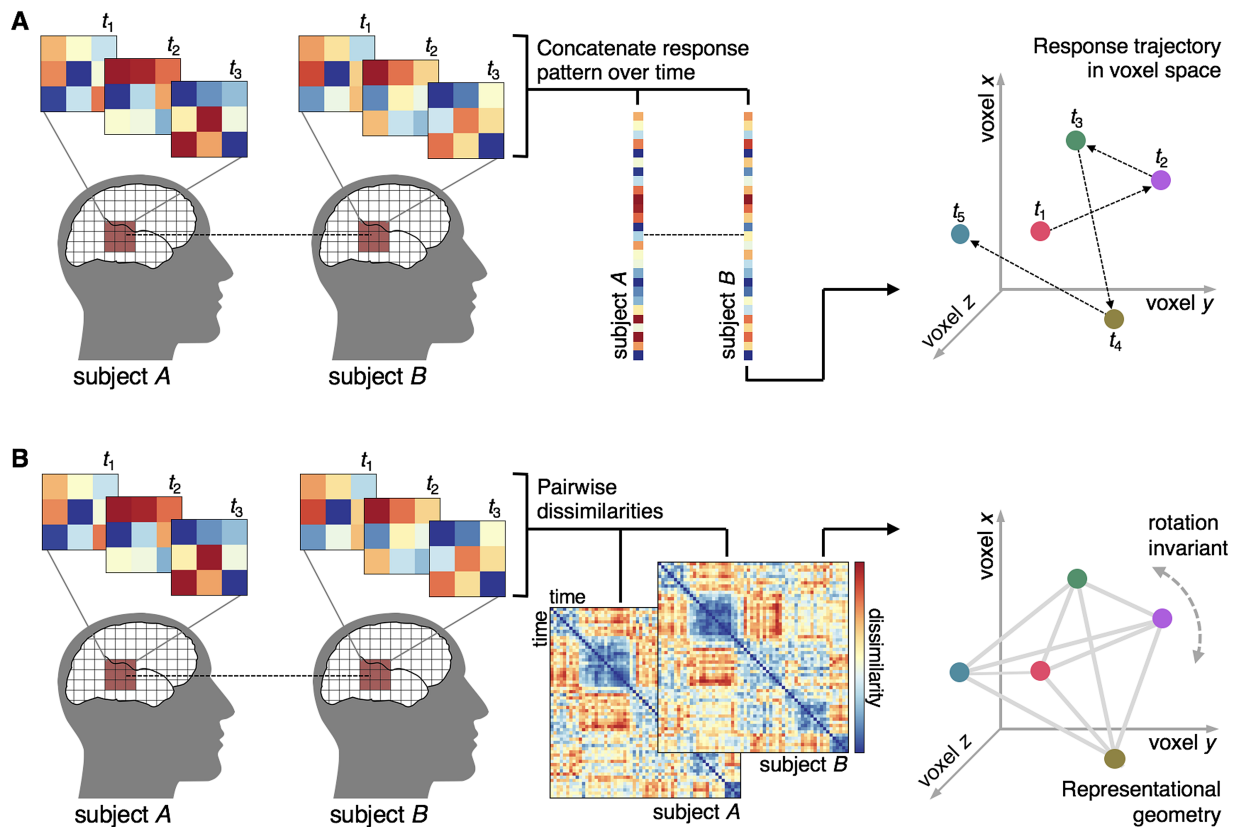 A
t1
t2
t3
t1
t2
t3
Concatenate response
pattern over time
subject A
subject B
subject A
subject B
Response trajectory
in voxel space
voxel x
voxel y
voxel z
t1
t2
t3
t4
t5
B
t1
t2
t3
t1
t2
t3
Pairwise
dissimilarities
subject A
subject B
time
time
dissimilarity
subject B
subject A
rotation
invariant
voxel x
voxel y
voxel z
Representational
geometry